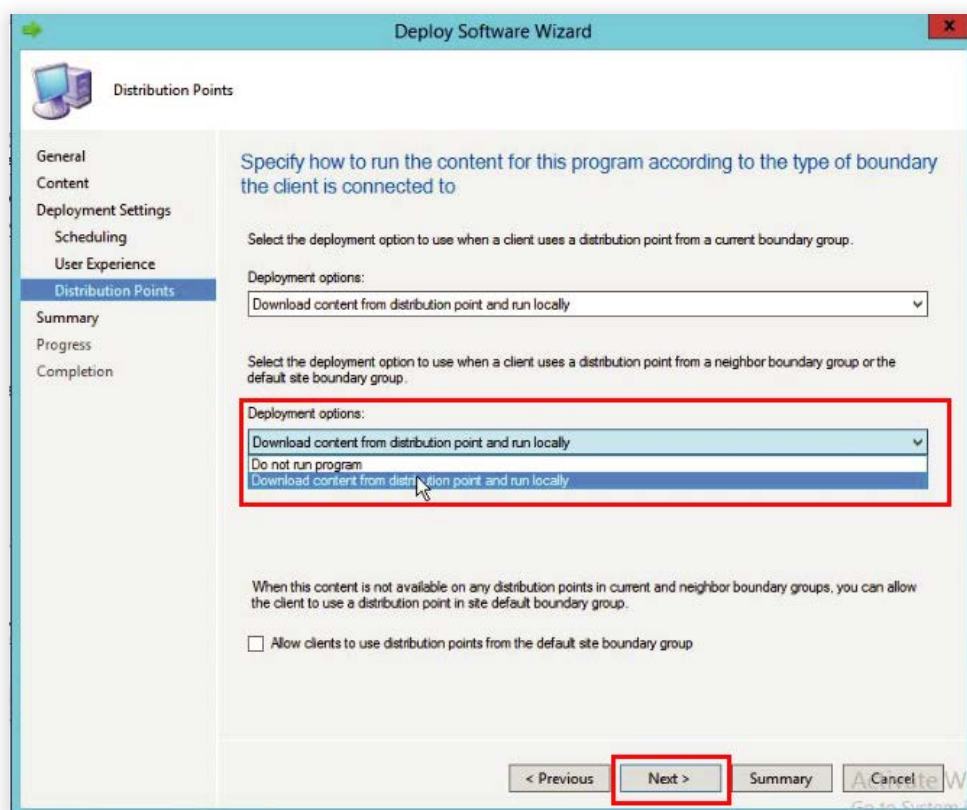 Deploy Software Wizard
x
Distribution Points
General
Content
Deployment Settings
Scheduling
User Experience
Distribution Points
Summary
Progress
Completion
Specify how to run the content for this program according to the type of boundary
the client is connected to
Select the deployment option to use when a client uses a distribution point from a current boundary group.
Deployment options:
Download content from distribution point and run locally
Select the deployment option to use when a client uses a distribution point from a neighbor boundary group or the
default site boundary group.
Deployment options:
Download content from distribution point and run locally
Do not run program
Download content from distribution point and run locally
When this content is not available on any distribution points in current and neighbor boundary groups, you can allow
the client to use a distribution point in site default boundary group.
Allow clients to use distribution points from the default site boundary group
< Previous
Next >
Summary
Cancel
Activate W
Go to System